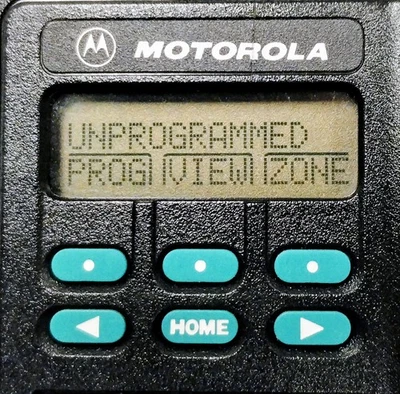 MOTOROLA
UNPROGRAMMED
PROG VIEW ZONE
HOME